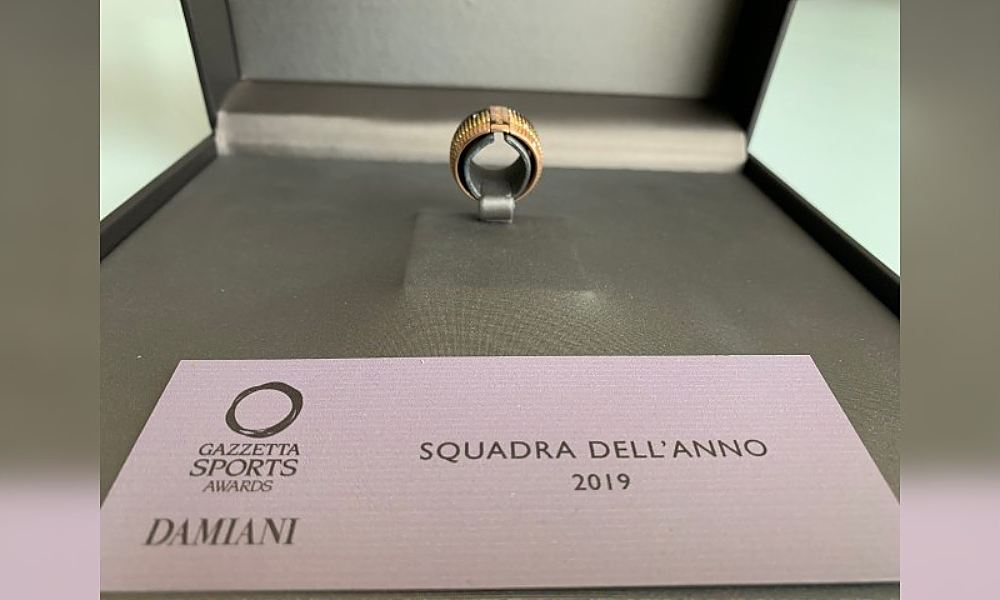 GAZZETTA
SPORTS
AWARDS
DAMIANI
SQUADRA DELL'ANNO
2019